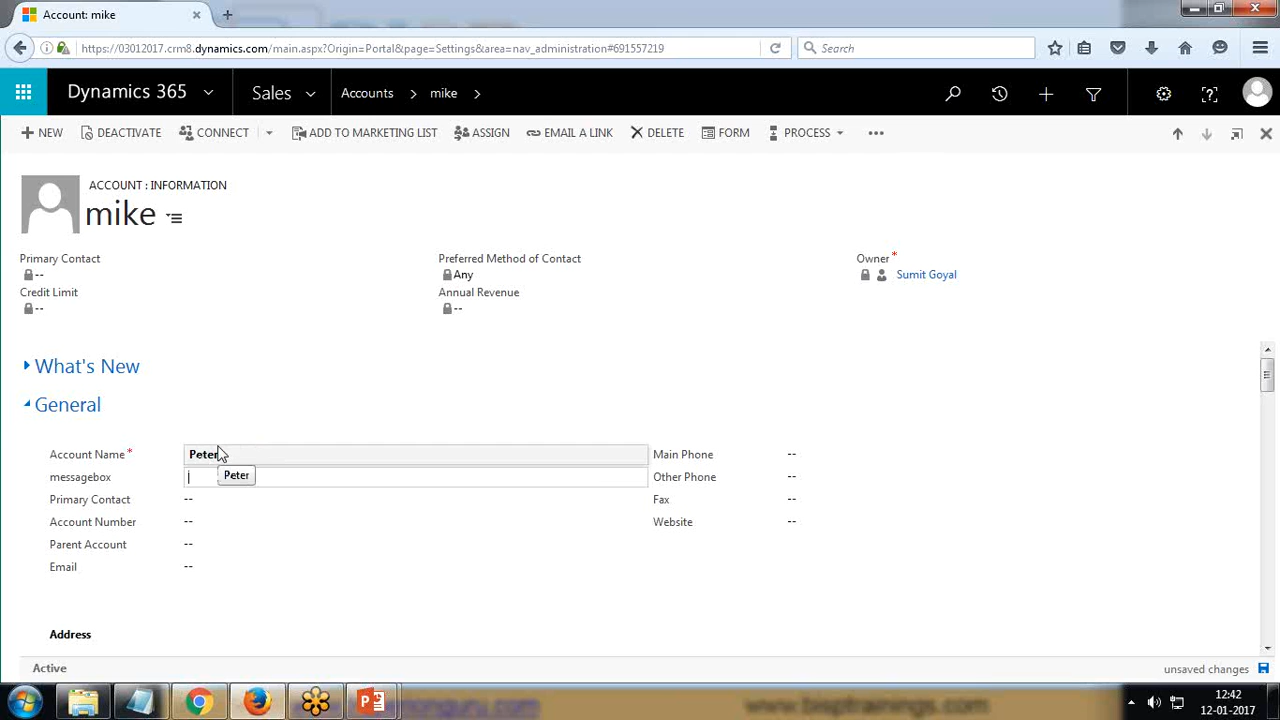 Account: mike
https://03012017.crm8.dynamics.com/main.aspx?Origin=Portal&page=Settings&area=nav_administration#691557219
Search
Dynamics 365
Sales
Accounts
mike
NEW
DEACTIVATE
CONNECT
ADD TO MARKETING LIST
ASSIGN
EMAIL A LINK
DELETE
FORM
PROCESS
ACCOUNT : INFORMATION
mike
Primary Contact
--
Preferred Method of Contact
Any
Owner *
Sumit Goyal
Credit Limit
--
Annual Revenue
--
What's New
General
Account Name *
Peter
Main Phone
--
messagebox
Peter
Other Phone
--
Primary Contact
--
Fax
--
Account Number
--
Website
--
Parent Account
--
Email
--
Address
Active
unsaved changes
www.bisptrainings.com
12:42
12-01-2017